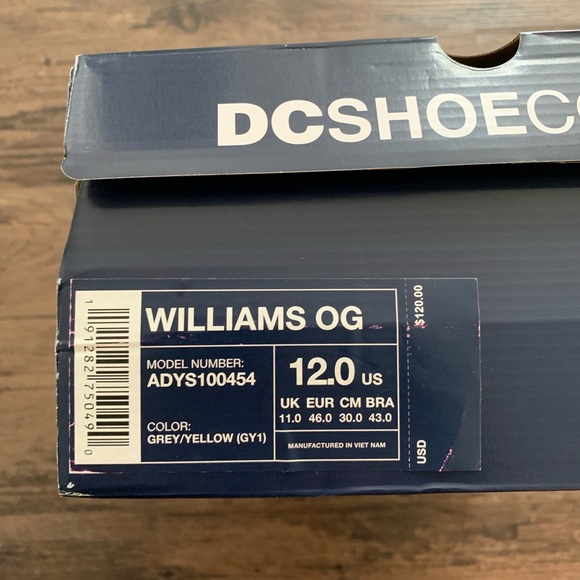 DCSHOECO
WILLIAMS OG
MODEL NUMBER:
ADYS100454
COLOR:
GREY/YELLOW (GY1)
12.0 US
UK EUR CM BRA
11.0 46.0 30.0 43.0
MANUFACTURED IN VIET NAM
USD $120.00
1 91282 75049 0